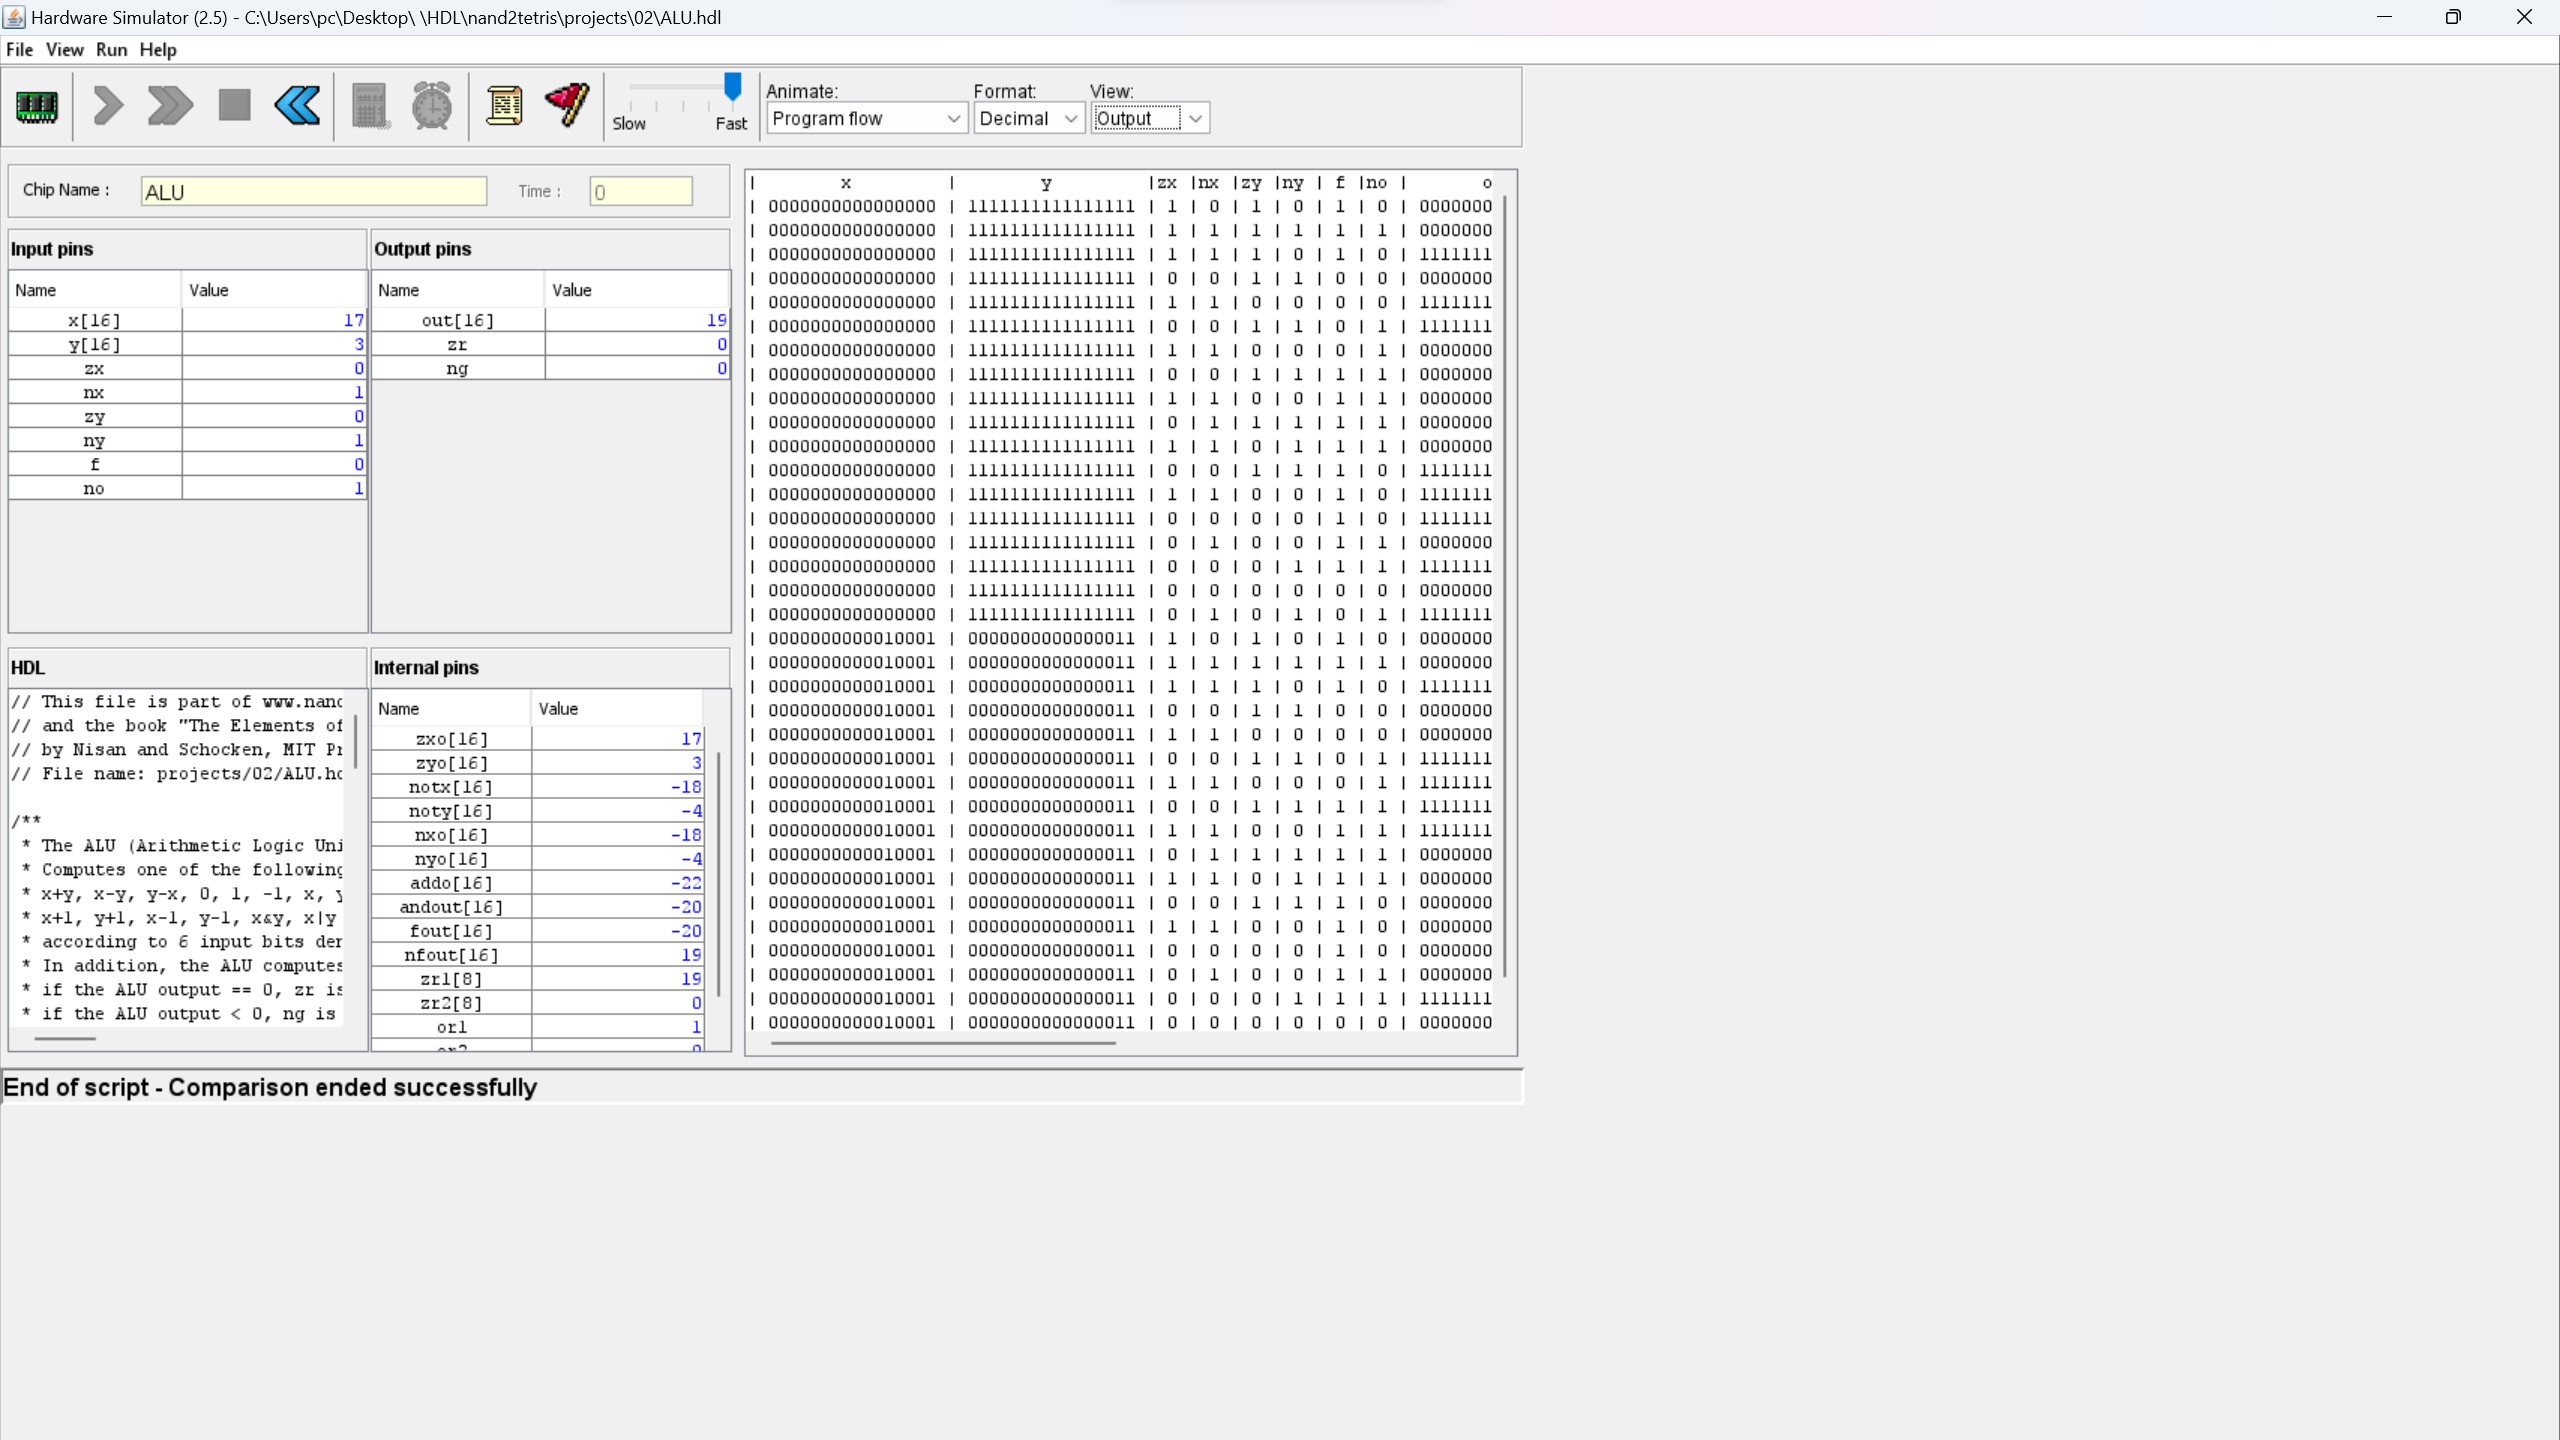 Hardware Simulator (2.5) - C:\Users\pc\Desktop\ \HDL\nand2tetris\projects\02\ALU.hdl
File View Run Help
Slow Fast
Animate: Format: View:
Program flow Decimal Output
Chip Name : ALU Time : 0
Input pins
Name Value
x[16] 17
y[16] 3
zx 0
nx 1
zy 0
ny 1
f 0
no 1
Output pins
Name Value
out[16] 19
zr 0
ng 0
HDL
// This file is part of www.nand
// and the book "The Elements of
// by Nisan and Schocken, MIT Pr
// File name: projects/02/ALU.hd
/**
* The ALU (Arithmetic Logic Uni
* Computes one of the following
* x+y, x-y, y-x, 0, 1, -1, x, y
* x+1, y+1, x-1, y-1, x&y, x|y
* according to 6 input bits den
* In addition, the ALU computes
* if the ALU output == 0, zr is
* if the ALU output < 0, ng is
Internal pins
Name Value
zxo[16] 17
zyo[16] 3
notx[16] -18
noty[16] -4
nxo[16] -18
nyo[16] -4
addo[16] -22
andout[16] -20
fout[16] -20
nfout[16] 19
zr1[8] 19
zr2[8] 0
or1 1
or2 0
| x | y |zx |nx |zy |ny | f |no | o
| 0000000000000000 | 1111111111111111 | 1 | 0 | 1 | 0 | 1 | 0 | 0000000
| 0000000000000000 | 1111111111111111 | 1 | 1 | 1 | 1 | 1 | 1 | 0000000
| 0000000000000000 | 1111111111111111 | 1 | 1 | 1 | 0 | 1 | 0 | 1111111
| 0000000000000000 | 1111111111111111 | 0 | 0 | 1 | 1 | 0 | 0 | 0000000
| 0000000000000000 | 1111111111111111 | 1 | 1 | 0 | 0 | 0 | 0 | 1111111
| 0000000000000000 | 1111111111111111 | 0 | 0 | 1 | 1 | 0 | 1 | 1111111
| 0000000000000000 | 1111111111111111 | 1 | 1 | 0 | 0 | 0 | 1 | 0000000
| 0000000000000000 | 1111111111111111 | 0 | 0 | 1 | 1 | 1 | 1 | 0000000
| 0000000000000000 | 1111111111111111 | 1 | 1 | 0 | 0 | 1 | 1 | 0000000
| 0000000000000000 | 1111111111111111 | 0 | 1 | 1 | 1 | 1 | 1 | 0000000
| 0000000000000000 | 1111111111111111 | 1 | 1 | 0 | 1 | 1 | 1 | 0000000
| 0000000000000000 | 1111111111111111 | 0 | 0 | 1 | 1 | 1 | 0 | 1111111
| 0000000000000000 | 1111111111111111 | 1 | 1 | 0 | 0 | 1 | 0 | 1111111
| 0000000000000000 | 1111111111111111 | 0 | 0 | 0 | 0 | 1 | 0 | 1111111
| 0000000000000000 | 1111111111111111 | 0 | 1 | 0 | 0 | 1 | 1 | 0000000
| 0000000000000000 | 1111111111111111 | 0 | 0 | 0 | 1 | 1 | 1 | 1111111
| 0000000000000000 | 1111111111111111 | 0 | 0 | 0 | 0 | 0 | 0 | 0000000
| 0000000000000000 | 1111111111111111 | 0 | 1 | 0 | 1 | 0 | 1 | 1111111
| 0000000000010001 | 0000000000000011 | 1 | 0 | 1 | 0 | 1 | 0 | 0000000
| 0000000000010001 | 0000000000000011 | 1 | 1 | 1 | 1 | 1 | 1 | 0000000
| 0000000000010001 | 0000000000000011 | 1 | 1 | 1 | 0 | 1 | 0 | 1111111
| 0000000000010001 | 0000000000000011 | 0 | 0 | 1 | 1 | 0 | 0 | 0000000
| 0000000000010001 | 0000000000000011 | 1 | 1 | 0 | 0 | 0 | 0 | 0000000
| 0000000000010001 | 0000000000000011 | 0 | 0 | 1 | 1 | 0 | 1 | 1111111
| 0000000000010001 | 0000000000000011 | 1 | 1 | 0 | 0 | 0 | 1 | 1111111
| 0000000000010001 | 0000000000000011 | 0 | 0 | 1 | 1 | 1 | 1 | 1111111
| 0000000000010001 | 0000000000000011 | 1 | 1 | 0 | 0 | 1 | 1 | 1111111
| 0000000000010001 | 0000000000000011 | 0 | 1 | 1 | 1 | 1 | 1 | 0000000
| 0000000000010001 | 0000000000000011 | 1 | 1 | 0 | 1 | 1 | 1 | 0000000
| 0000000000010001 | 0000000000000011 | 0 | 0 | 1 | 1 | 1 | 0 | 0000000
| 0000000000010001 | 0000000000000011 | 1 | 1 | 0 | 0 | 1 | 0 | 0000000
| 0000000000010001 | 0000000000000011 | 0 | 0 | 0 | 0 | 1 | 0 | 0000000
| 0000000000010001 | 0000000000000011 | 0 | 1 | 0 | 0 | 1 | 1 | 0000000
| 0000000000010001 | 0000000000000011 | 0 | 0 | 0 | 1 | 1 | 1 | 1111111
| 0000000000010001 | 0000000000000011 | 0 | 0 | 0 | 0 | 0 | 0 | 0000000
End of script - Comparison ended successfully